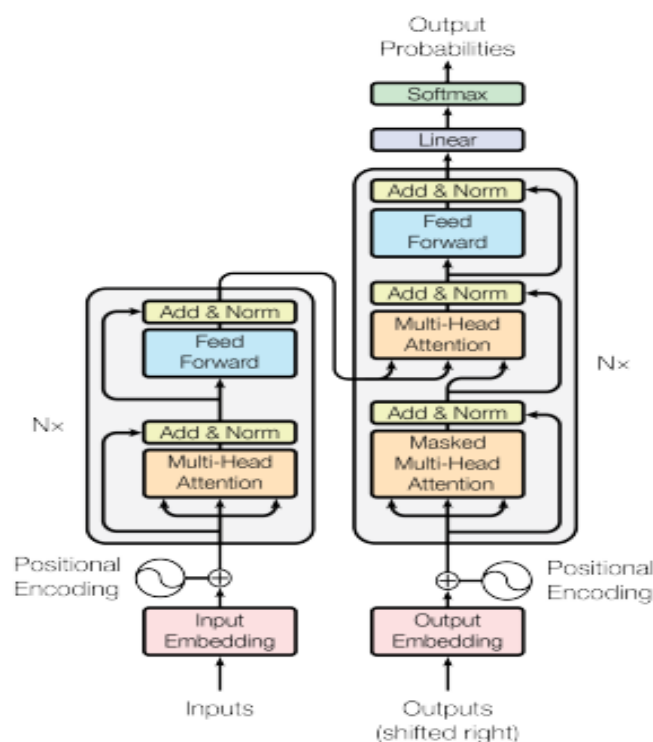 Output
Probabilities
Softmax
Linear
Add & Norm
Feed
Forward
Add & Norm
Multi-Head
Attention
Add & Norm
Masked
Multi-Head
Attention
Nx
Add & Norm
Feed
Forward
Add & Norm
Multi-Head
Attention
Nx
Positional
Encoding
Positional
Encoding
Input
Embedding
Output
Embedding
Inputs
Outputs
(shifted right)